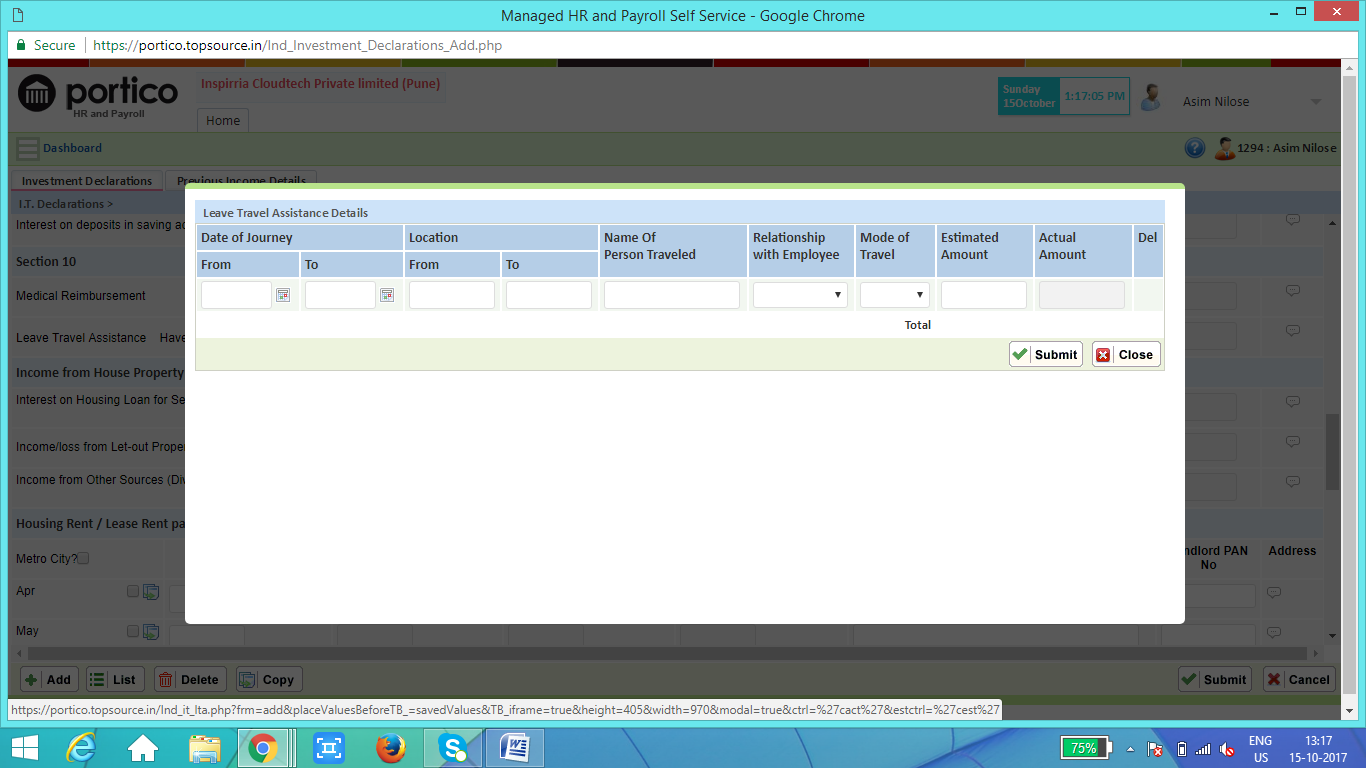 Managed HR and Payroll Self Service - Google Chrome
Secure https://portico.topsource.in/Ind_Investment_Declarations_Add.php
portico
HR and Payroll
Inspirria Cloudtech Private limited (Pune)
Home
Sunday
15October
1:17:05 PM
Asim Nilose
Dashboard
1294 : Asim Nilose
Investment Declarations Previous Income Details
I.T. Declarations >
Interest on deposits in saving ac
Section 10
Medical Reimbursement
Leave Travel Assistance Have
Income from House Property
Interest on Housing Loan for Se
Income/loss from Let-out Prope
Income from Other Sources (Div
Housing Rent / Lease Rent pa
Metro City?
ndlord PAN
No
Address
Apr
May
Leave Travel Assistance Details
Date of Journey Location Name Of
Person Traveled Relationship
with Employee Mode of
Travel Estimated
Amount Actual
Amount Del
From To From To
Total
Submit Close
Add List Delete Copy Submit Cancel
https://portico.topsource.in/Ind_it_lta.php?frm=add&placeValuesBeforeTB_=savedValues&TB_iframe=true&height=405&width=970&modal=true&ctrl=%27cact%27&estctrl=%27cest%27
75%
ENG
US
13:17
15-10-2017